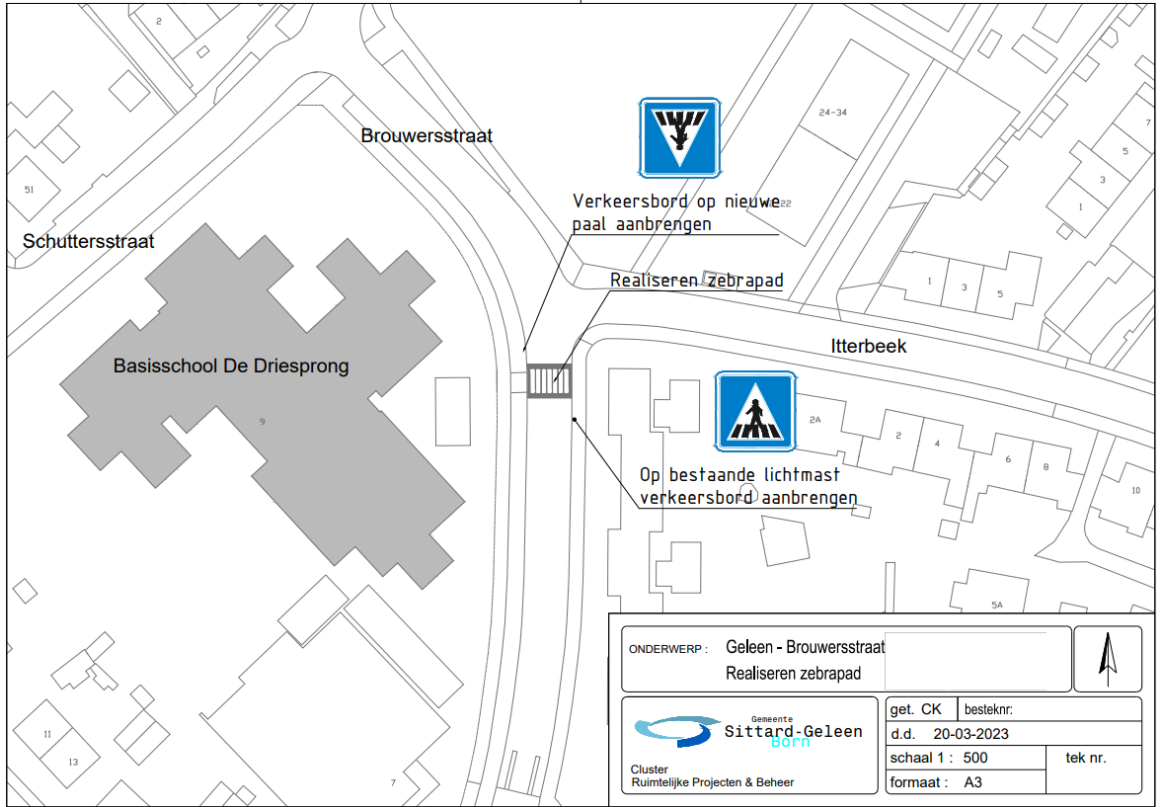 2
Brouwersstraat
24-34
7
5
3
1
51
Verkeersbord op nieuwe
paal aanbrengen
22
Schuttersstraat
Realiseren zebrapad
1
3
5
Itterbeek
Basisschool De Driesprong
9
2A
2
4
6
8
10
Op bestaande lichtmast
verkeersbord aanbrengen
5A
11
13
7
ONDERWERP : Geleen - Brouwersstraat
Realiseren zebrapad
Gemeente
Sittard-Geleen
Born
Cluster
Ruimtelijke Projecten & Beheer
get. CK besteknr:
d.d. 20-03-2023
schaal 1 : 500 tek nr.
formaat : A3